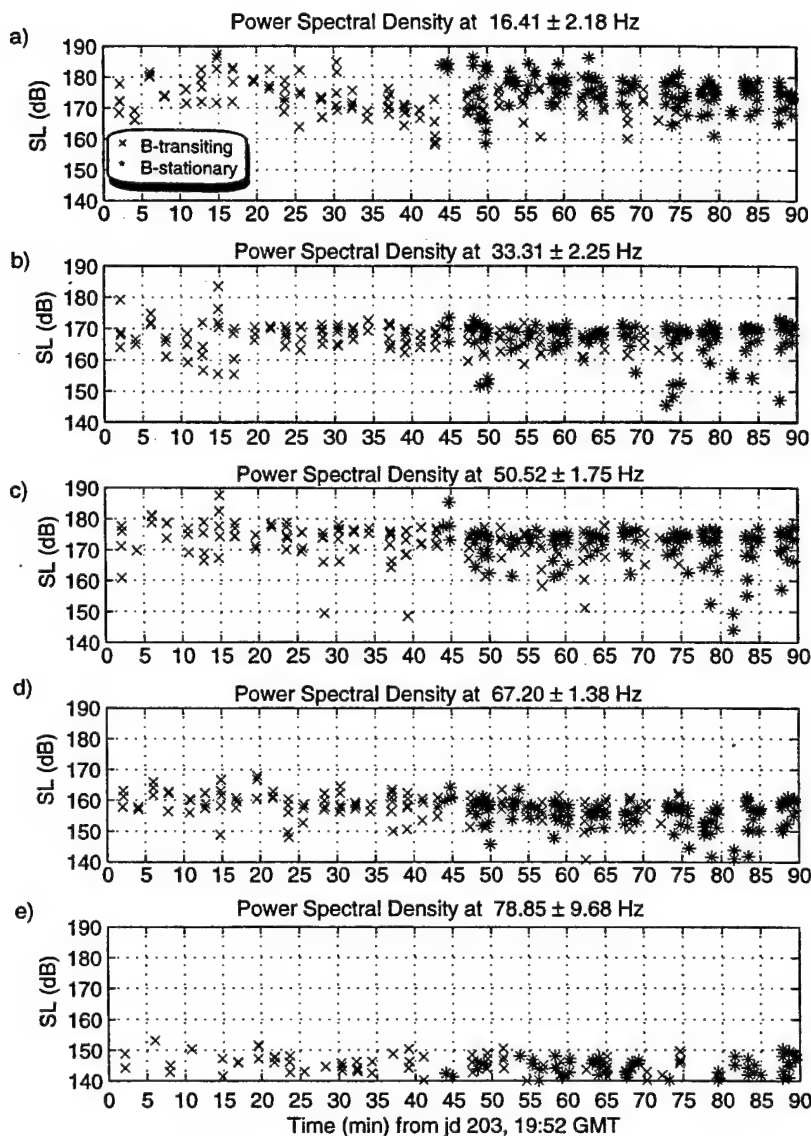 Power Spectral Density at 16.41 ± 2.18 Hz
a)
190
180
170
160
150
140
SL (dB)
× B-transiting
* B-stationary
0 5 10 15 20 25 30 35 40 45 50 55 60 65 70 75 80 85 90
Power Spectral Density at 33.31 ± 2.25 Hz
b)
190
180
170
160
150
140
SL (dB)
0 5 10 15 20 25 30 35 40 45 50 55 60 65 70 75 80 85 90
Power Spectral Density at 50.52 ± 1.75 Hz
c)
190
180
170
160
150
140
SL (dB)
0 5 10 15 20 25 30 35 40 45 50 55 60 65 70 75 80 85 90
Power Spectral Density at 67.20 ± 1.38 Hz
d)
190
180
170
160
150
140
SL (dB)
0 5 10 15 20 25 30 35 40 45 50 55 60 65 70 75 80 85 90
Power Spectral Density at 78.85 ± 9.68 Hz
e)
190
180
170
160
150
140
SL (dB)
0 5 10 15 20 25 30 35 40 45 50 55 60 65 70 75 80 85 90
Time (min) from jd 203, 19:52 GMT